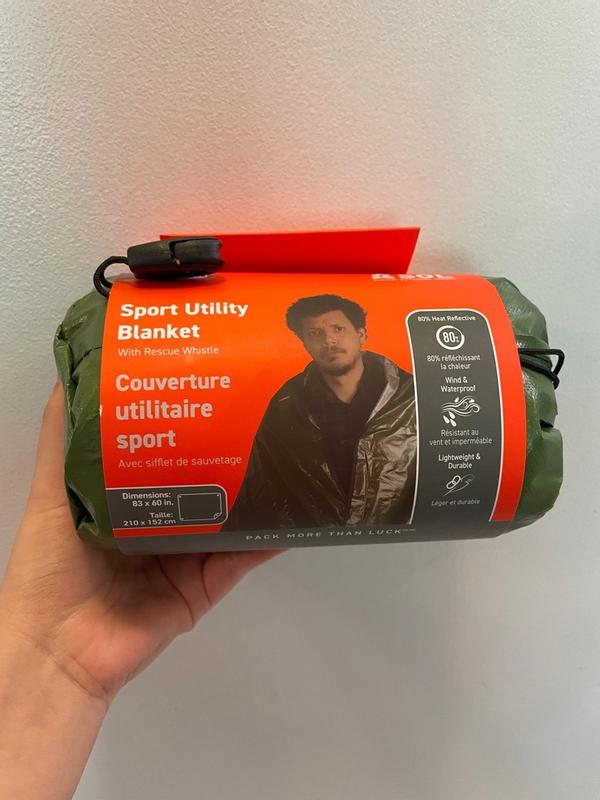 SOL
Sport Utility
Blanket
With Rescue Whistle
Couverture
utilitaire
sport
Avec sifflet de sauvetage
Dimensions:
83 x 60 in.
Taille:
210 x 152 cm
80% Heat Reflective
80%
80% réfléchissant
la chaleur
Wind &
Waterproof
Résistant au
vent et imperméable
Lightweight &
Durable
Léger et durable
PACK MORE THAN LUCK™